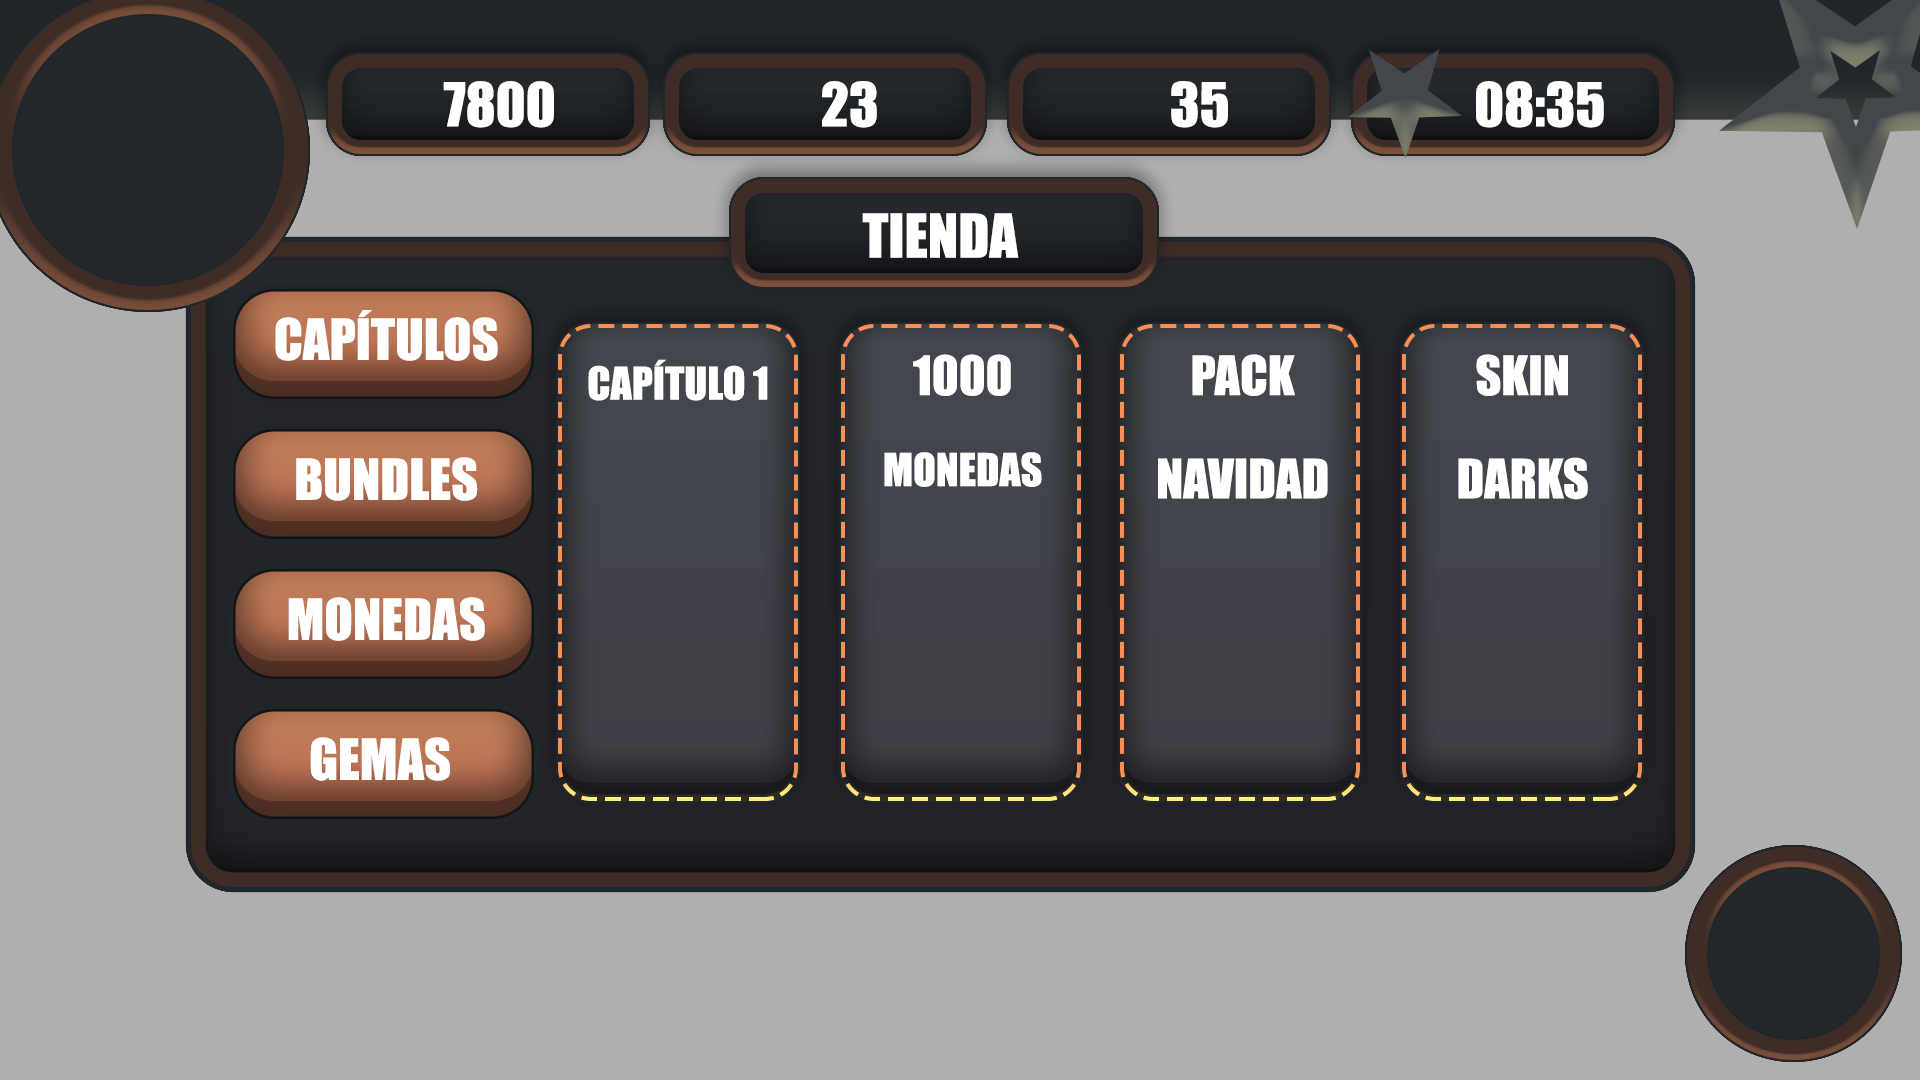 7800
23
35
08:35
TIENDA
CAPÍTULOS
BUNDLES
MONEDAS
GEMAS
CAPÍTULO 1
1000
MONEDAS
PACK
NAVIDAD
SKIN
DARKS